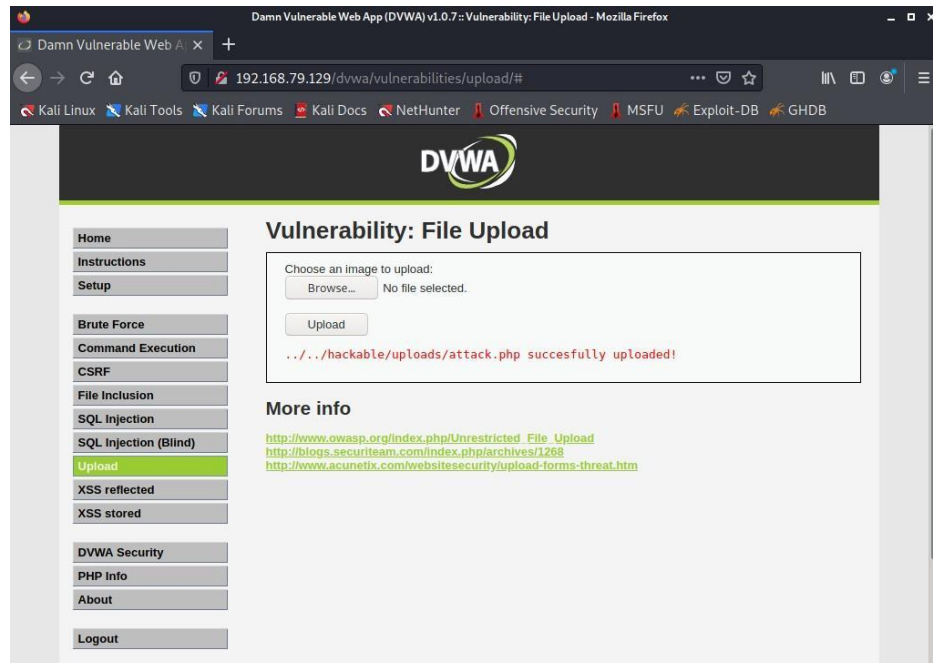 Damn Vulnerable Web App (DVWA) v1.0.7 :: Vulnerability: File Upload - Mozilla Firefox
Damn Vulnerable Web A
192.168.79.129/dvwa/vulnerabilities/upload/#
Kali Linux Kali Tools Kali Forums Kali Docs NetHunter Offensive Security MSFU Exploit-DB GHDB
DVWA
Home
Instructions
Setup
Brute Force
Command Execution
CSRF
File Inclusion
SQL Injection
SQL Injection (Blind)
Upload
XSS reflected
XSS stored
DVWA Security
PHP Info
About
Logout
Vulnerability: File Upload
Choose an image to upload:
Browse… No file selected.
Upload
../../hackable/uploads/attack.php succesfully uploaded!
More info
http://www.owasp.org/index.php/Unrestricted_File_Upload
http://blogs.securiteam.com/index.php/archives/1268
http://www.acunetix.com/websitesecurity/upload-forms-threat.htm